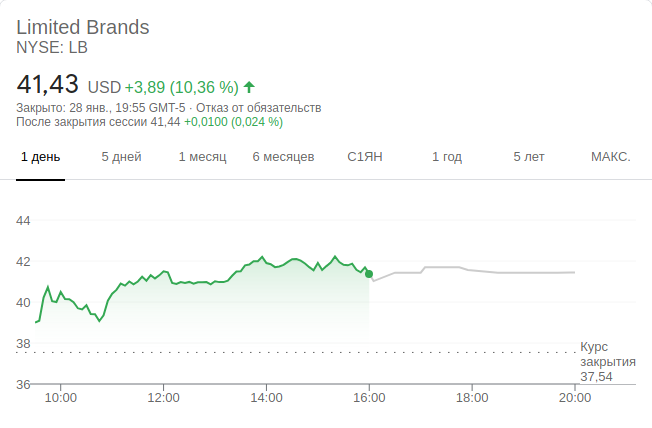 Limited Brands
NYSE: LB
41,43 USD +3,89 (10,36 %)
Закрыто: 28 янв., 19:55 GMT-5 · Отказ от обязательств
После закрытия сессии 41,44 +0,0100 (0,024 %)
1 день 5 дней 1 месяц 6 месяцев С1ЯН 1 год 5 лет МАКС.
44
42
40
38
Курс
закрытия
37,54
36
10:00 12:00 14:00 16:00 18:00 20:00